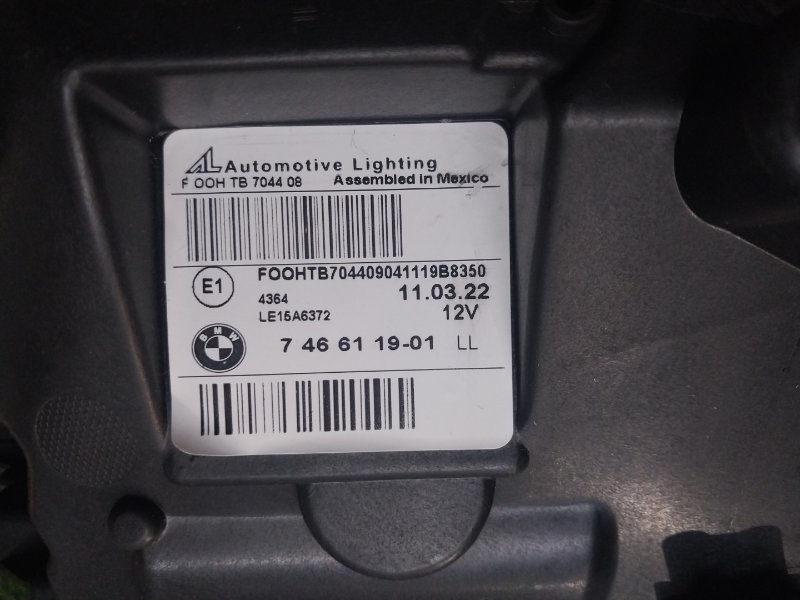 AL Automotive Lighting
F OOH TB 7044 08 Assembled in Mexico
E1 FOOHTB704409041119B8350
4364 11.03.22
LE15A6372 12V
BMW 7 46 61 19-01 LL